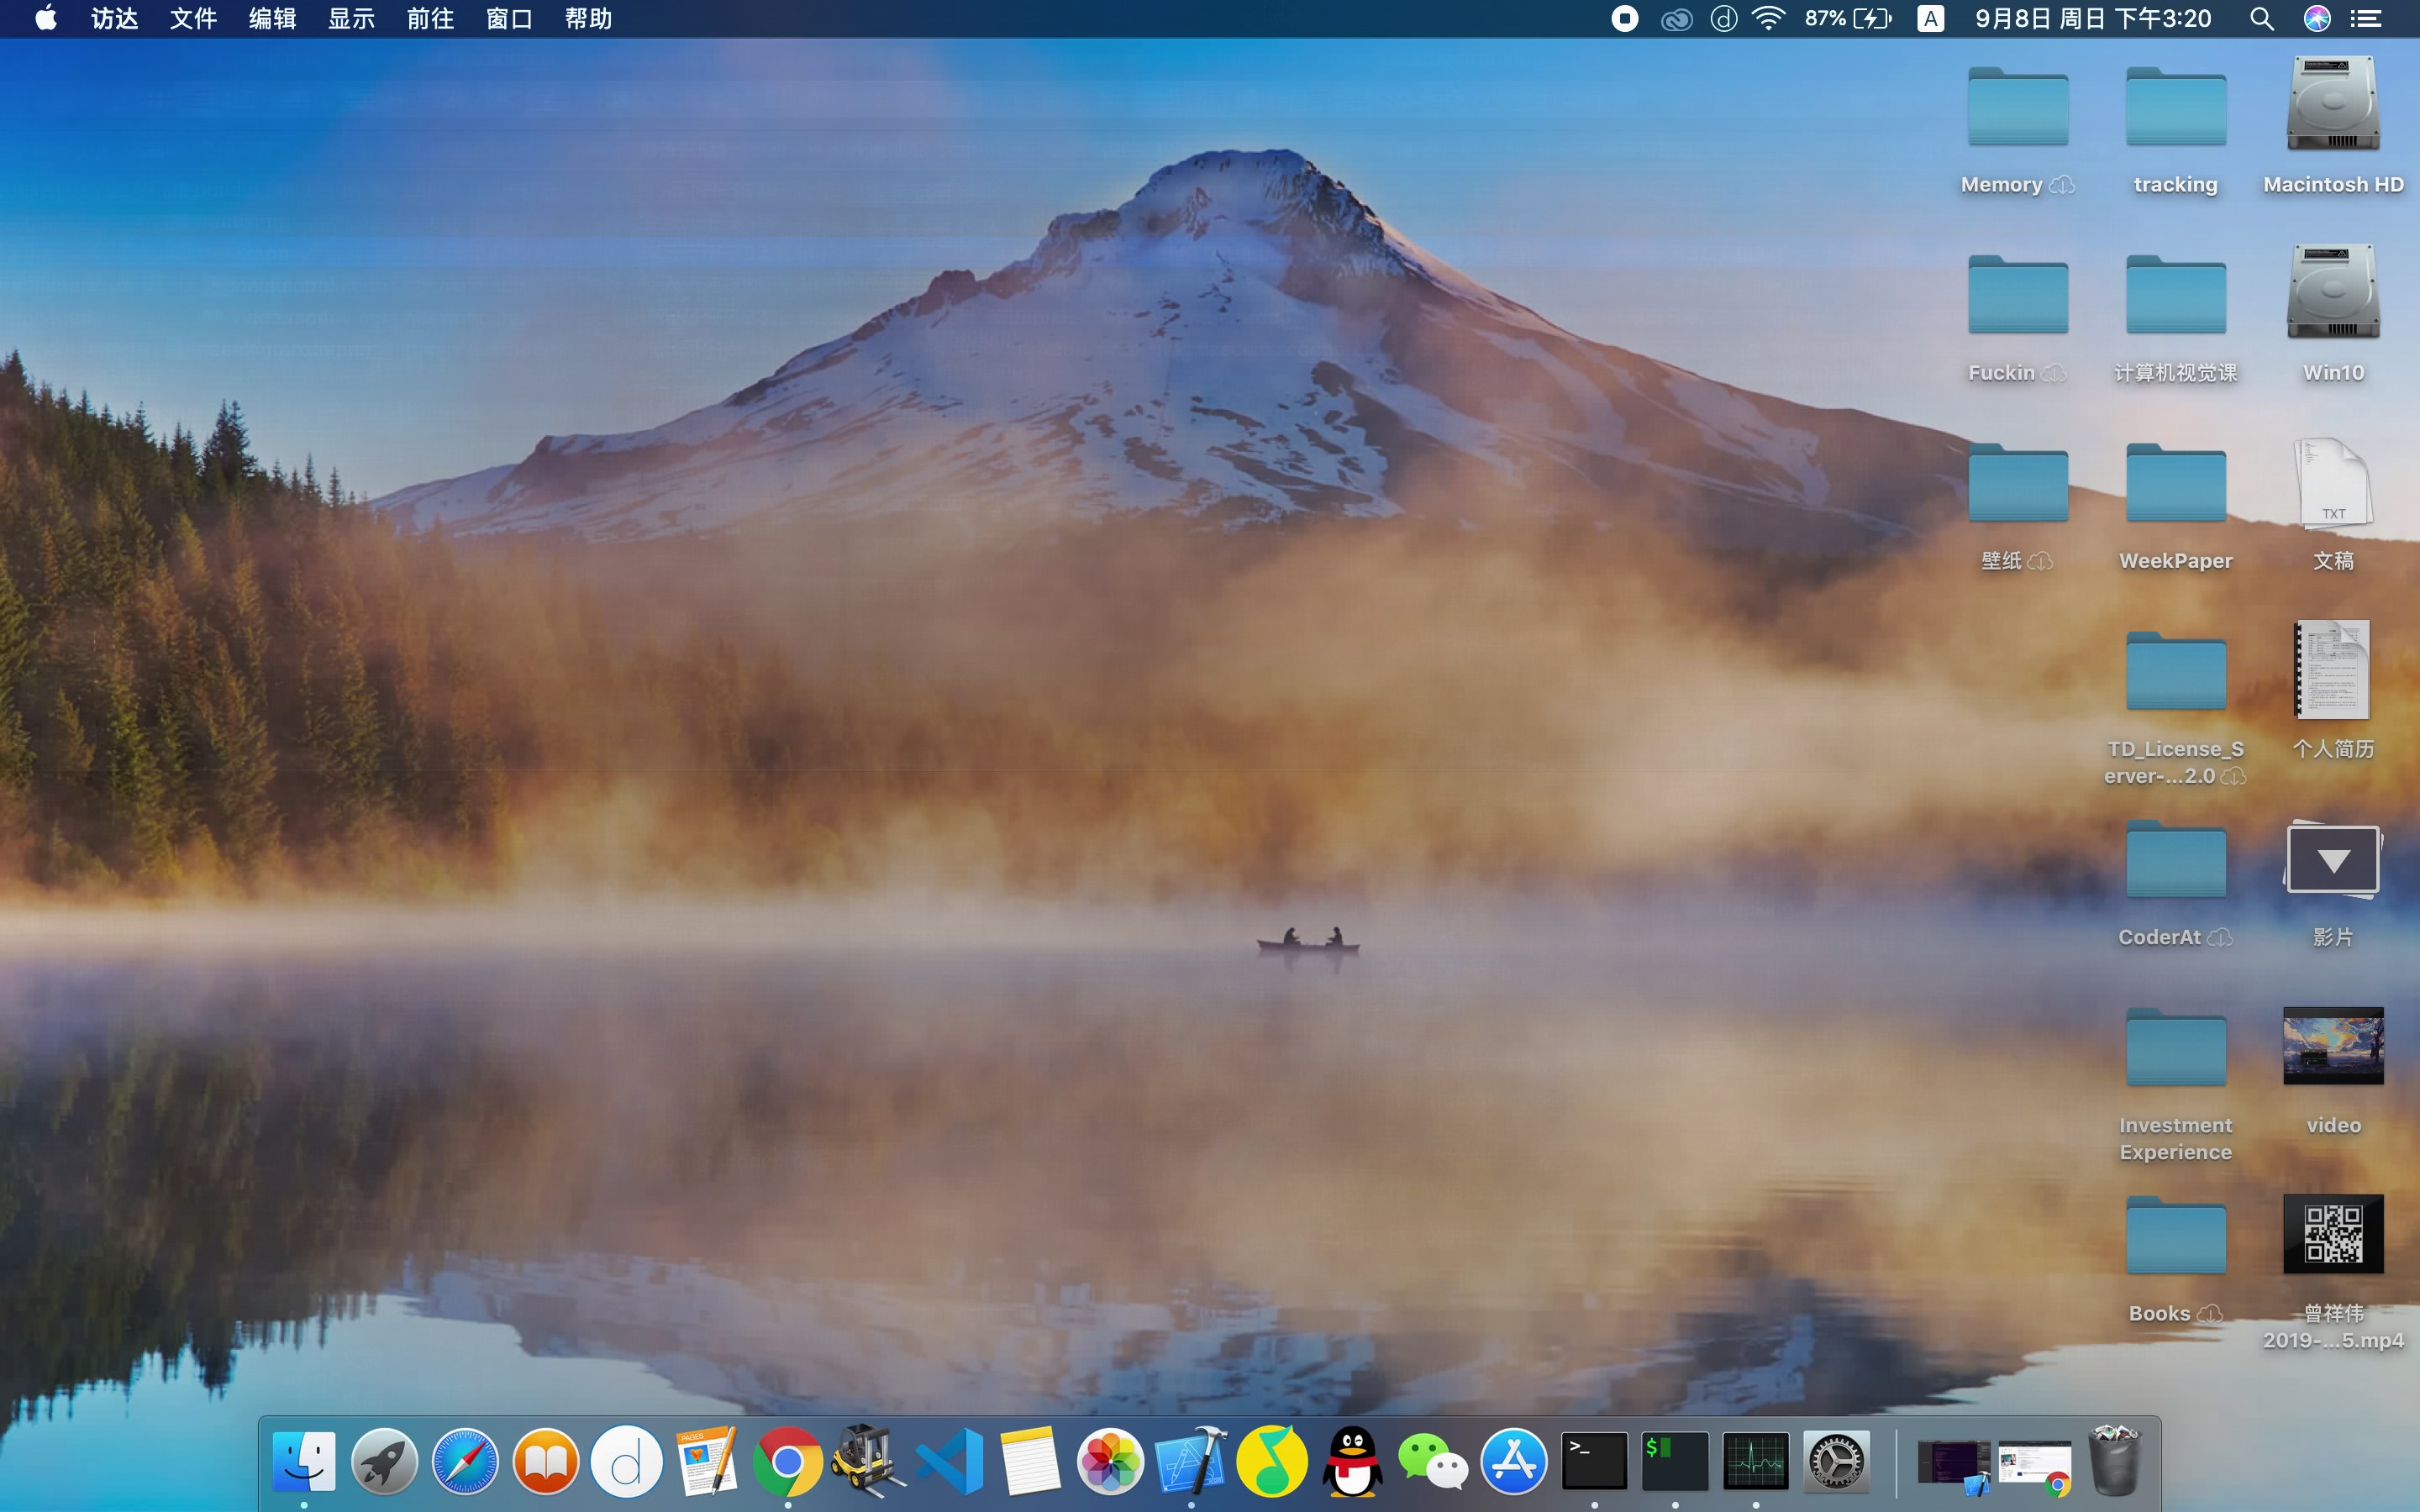 访达 文件 编辑 显示 前往 窗口 帮助 87% A 9月8日 周日 下午3:20
Memory
tracking
Macintosh HD
Fuckin
计算机视觉课
Win10
TXT
壁纸
WeekPaper
文稿
TD_License_S
erver-...2.0
个人简历
CoderAt
影片
Investment
Experience
video
Books
曾祥伟
2019-...5.mp4
PAGES
>_
$